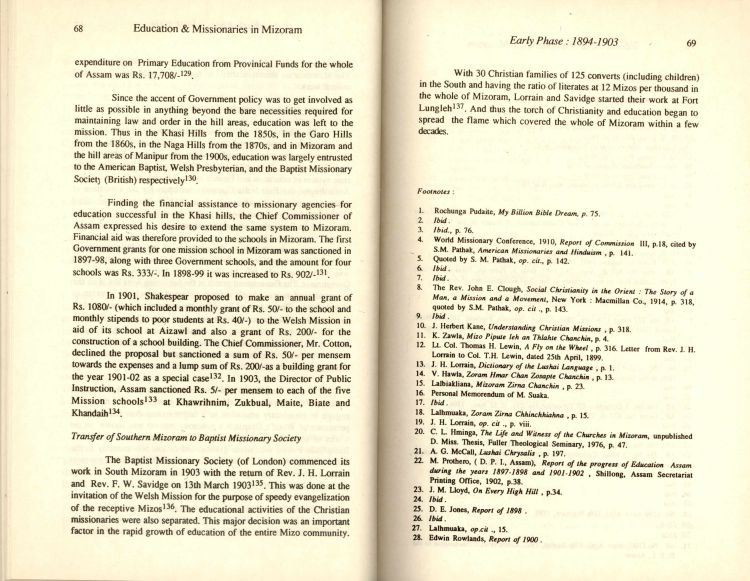 68 Education & Missionaries in Mizoram
expenditure on Primary Education from Provinical Funds for the whole
of Assam was Rs. 17,708/-129.
Since the accent of Government policy was to get involved as
little as possible in anything beyond the bare necessities required for
maintaining law and order in the hill areas, education was left to the
mission. Thus in the Khasi Hills from the 1850s, in the Garo Hills
from the 1860s, in the Naga Hills from the 1870s, and in Mizoram and
the hill areas of Manipur from the 1900s, education was largely entrusted
to the American Baptist, Welsh Presbyterian, and the Baptist Missionary
Society (British) respectively130.
Finding the financial assistance to missionary agencies for
education successful in the Khasi hills, the Chief Commissioner of
Assam expressed his desire to extend the same system to Mizoram.
Financial aid was therefore provided to the schools in Mizoram. The first
Government grants for one mission school in Mizoram was sanctioned in
1897-98, along with three Government schools, and the amount for four
schools was Rs. 333/-. In 1898-99 it was increased to Rs. 902/-131.
In 1901, Shakespear proposed to make an annual grant of
Rs. 1080/- (which included a monthly grant of Rs. 50/- to the school and
monthly stipends to poor students at Rs. 40/-) to the Welsh Mission in
aid of its school at Aizawl and also a grant of Rs. 200/- for the
construction of a school building. The Chief Commissioner, Mr. Cotton,
declined the proposal but sanctioned a sum of Rs. 50/- per mensem
towards the expenses and a lump sum of Rs. 200/-as a building grant for
the year 1901-02 as a special case132. In 1903, the Director of Public
Instruction, Assam sanctioned Rs. 5/- per mensem to each of the five
Mission schools133 at Khawrhnim, Zukbual, Maite, Biate and
Khandaih134.
Transfer of Southern Mizoram to Baptist Missionary Society
The Baptist Missionary Society (of London) commenced its
work in South Mizoram in 1903 with the return of Rev. J. H. Lorrain
and Rev. F. W. Savidge on 13th March 1903135. This was done at the
invitation of the Welsh Mission for the purpose of speedy evangelization
of the receptive Mizos136. The educational activities of the Christian
missionaries were also separated. This major decision was an important
factor in the rapid growth of education of the entire Mizo community.
Early Phase : 1894-1903 69
With 30 Christian families of 125 converts (including children)
in the South and having the ratio of literates at 12 Mizos per thousand in
the whole of Mizoram, Lorrain and Savidge started their work at Fort
Lungleh137. And thus the torch of Christianity and education began to
spread the flame which covered the whole of Mizoram within a few
decades.
Footnotes :
1. Rochunga Pudaite, My Billion Bible Dream, p. 75.
2. Ibid.
3. Ibid., p. 76.
4. World Missionary Conference, 1910, Report of Commission III, p.18, cited by
S.M. Pathak, American Missionaries and Hinduism , p. 141.
5. Quoted by S. M. Pathak, op. cit., p. 142.
6. Ibid .
7. Ibid .
8. The Rev. John E. Clough, Social Christianity in the Orient : The Story of a
Man, a Mission and a Movement, New York : Macmillan Co., 1914, p. 318,
quoted by S.M. Pathak, op. cit ., p. 143.
9. Ibid .
10. J. Herbert Kane, Understanding Christian Missions , p. 318.
11. K. Zawla, Mizo Pipute leh an Thlahte Chanchin, p. 4.
12. Lt. Col. Thomas H. Lewin, A Fly on the Wheel , p. 316. Letter from Rev. J. H.
Lorrain to Col. T.H. Lewin, dated 25th April, 1899.
13. J. H. Lorrain, Dictionary of the Lushai Language , p. 1.
14. V. Hawla, Zoram Hmar Chan Zosapte Chanchin , p. 13.
15. Lalbiakliana, Mizoram Zirna Chanchin , p. 23.
16. Personal Memorendum of M. Suaka.
17. Ibid .
18. Lalhmuaka, Zoram Zirna Chhinchhiahna , p. 15.
19. J. H. Lorrain, op. cit ., p. viii.
20. C. L. Hminga, The Life and Witness of the Churches in Mizoram, unpublished
D. Miss. Thesis, Fuller Theological Seminary, 1976, p. 47.
21. A. G. McCall, Lushai Chrysalis , p. 197.
22. M. Prothero, ( D. P. I., Assam), Report of the progress of Education Assam
during the years 1897-1898 and 1901-1902 , Shillong, Assam Secretariat
Printing Office, 1902, p.38.
23. J. M. Lloyd, On Every High Hill , p.34.
24. Ibid .
25. D. E. Jones, Report of 1898 .
26. Ibid .
27. Lalhmuaka, op.cit ., 15.
28. Edwin Rowlands, Report of 1900 .